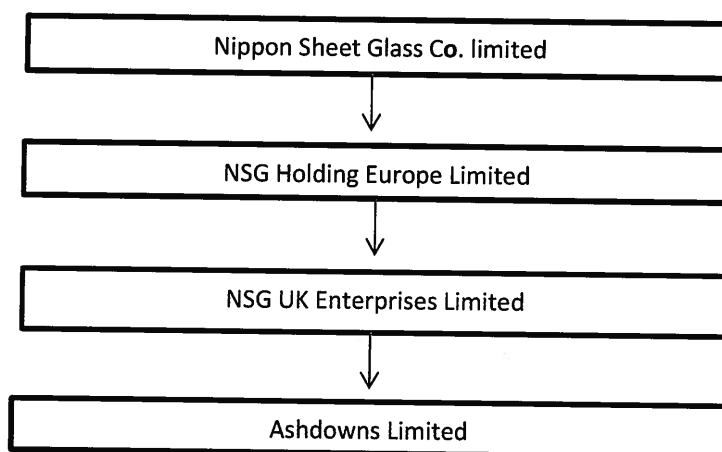 Nippon Sheet Glass Co. limited
NSG Holding Europe Limited
NSG UK Enterprises Limited
Ashdowns Limited